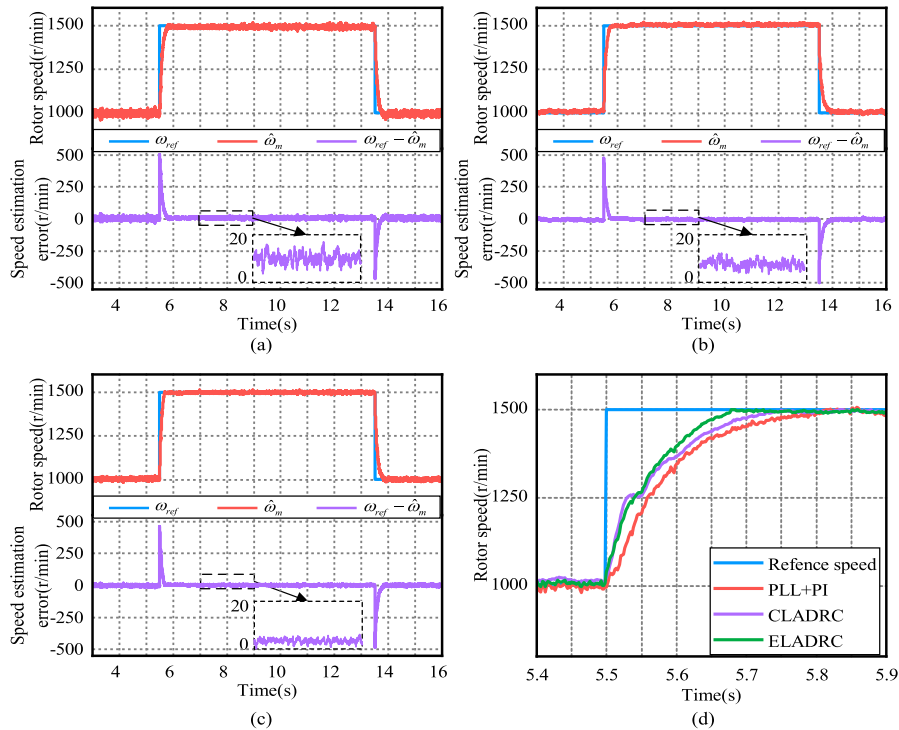 Rotor speed(r/min)
1500
1250
1000
ω_ref
ω̂_m
ω_ref − ω̂_m
Speed estimation
error(r/min)
500
250
0
-250
-500
20
0
4 6 8 10 12 14 16
Time(s)
(a)
Rotor speed(r/min)
1500
1250
1000
ω_ref
ω̂_m
ω_ref − ω̂_m
Speed estimation
error(r/min)
500
250
0
-250
-500
20
0
4 6 8 10 12 14 16
Time(s)
(b)
Rotor speed(r/min)
1500
1250
1000
ω_ref
ω̂_m
ω_ref − ω̂_m
Speed estimation
error(r/min)
500
250
0
-250
-500
20
0
4 6 8 10 12 14 16
Time(s)
(c)
Rotor speed(r/min)
1500
1250
1000
Refence speed
PLL+PI
CLADRC
ELADRC
5.4 5.5 5.6 5.7 5.8 5.9
Time(s)
(d)